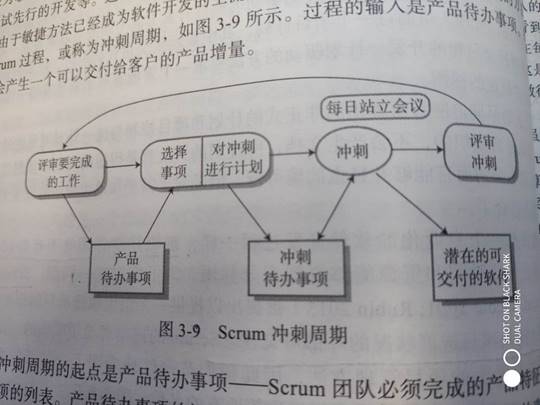 试先行的开发等。
由于敏捷方法已经成为软件开发的主
rum 过程，或称为冲刺周期，如图 3-9 所示。过程的输入是产品待办事项，
会产生一个可以交付给客户的产品增量。
每日站立会议
评审要完成
的工作
选择
事项
对冲刺
进行计划
冲刺
评审
冲刺
产品
待办事项
冲刺
待办事项
潜在的可
交付的软件
图 3-9 Scrum 冲刺周期
冲刺周期的起点是产品待办事项——Scrum 团队必须完成的产品特
项的列表。产品待办事项
SHOT ON BLACK SHARK
DUAL CAMERA